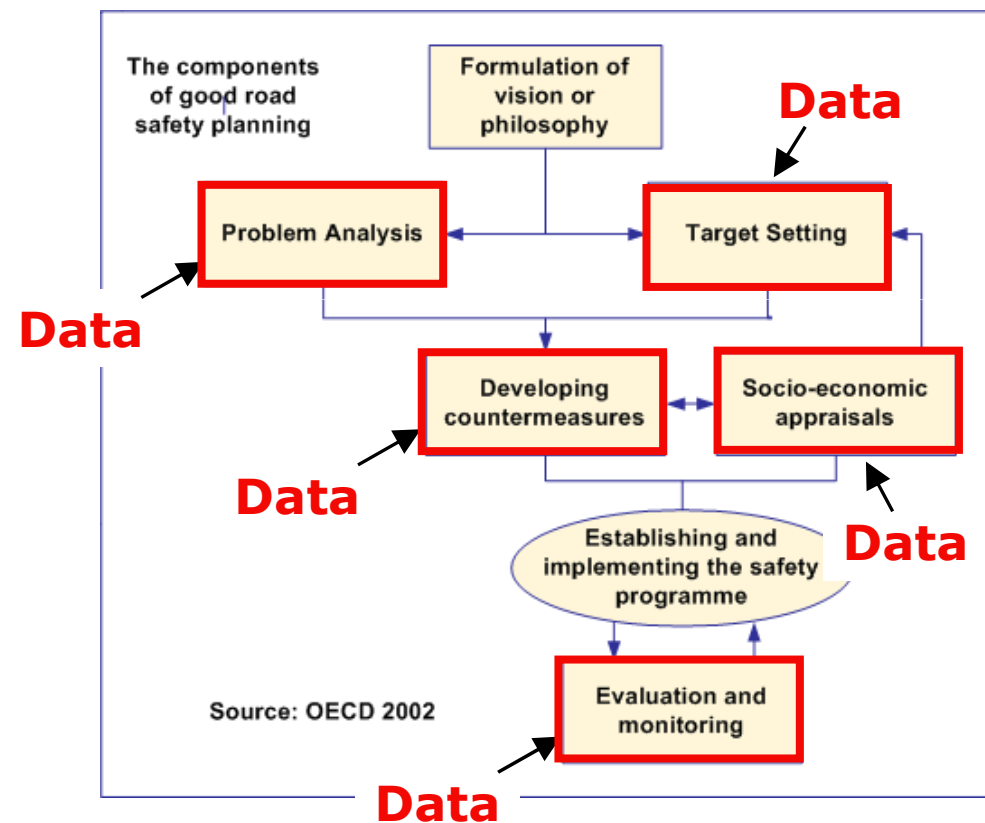 The components
of good road
safety planning
Formulation of
vision or
philosophy
Data
Problem Analysis
Target Setting
Data
Developing
countermeasures
Socio-economic
appraisals
Data
Data
Establishing and
implementing the safety
programme
Evaluation and
monitoring
Source: OECD 2002
Data